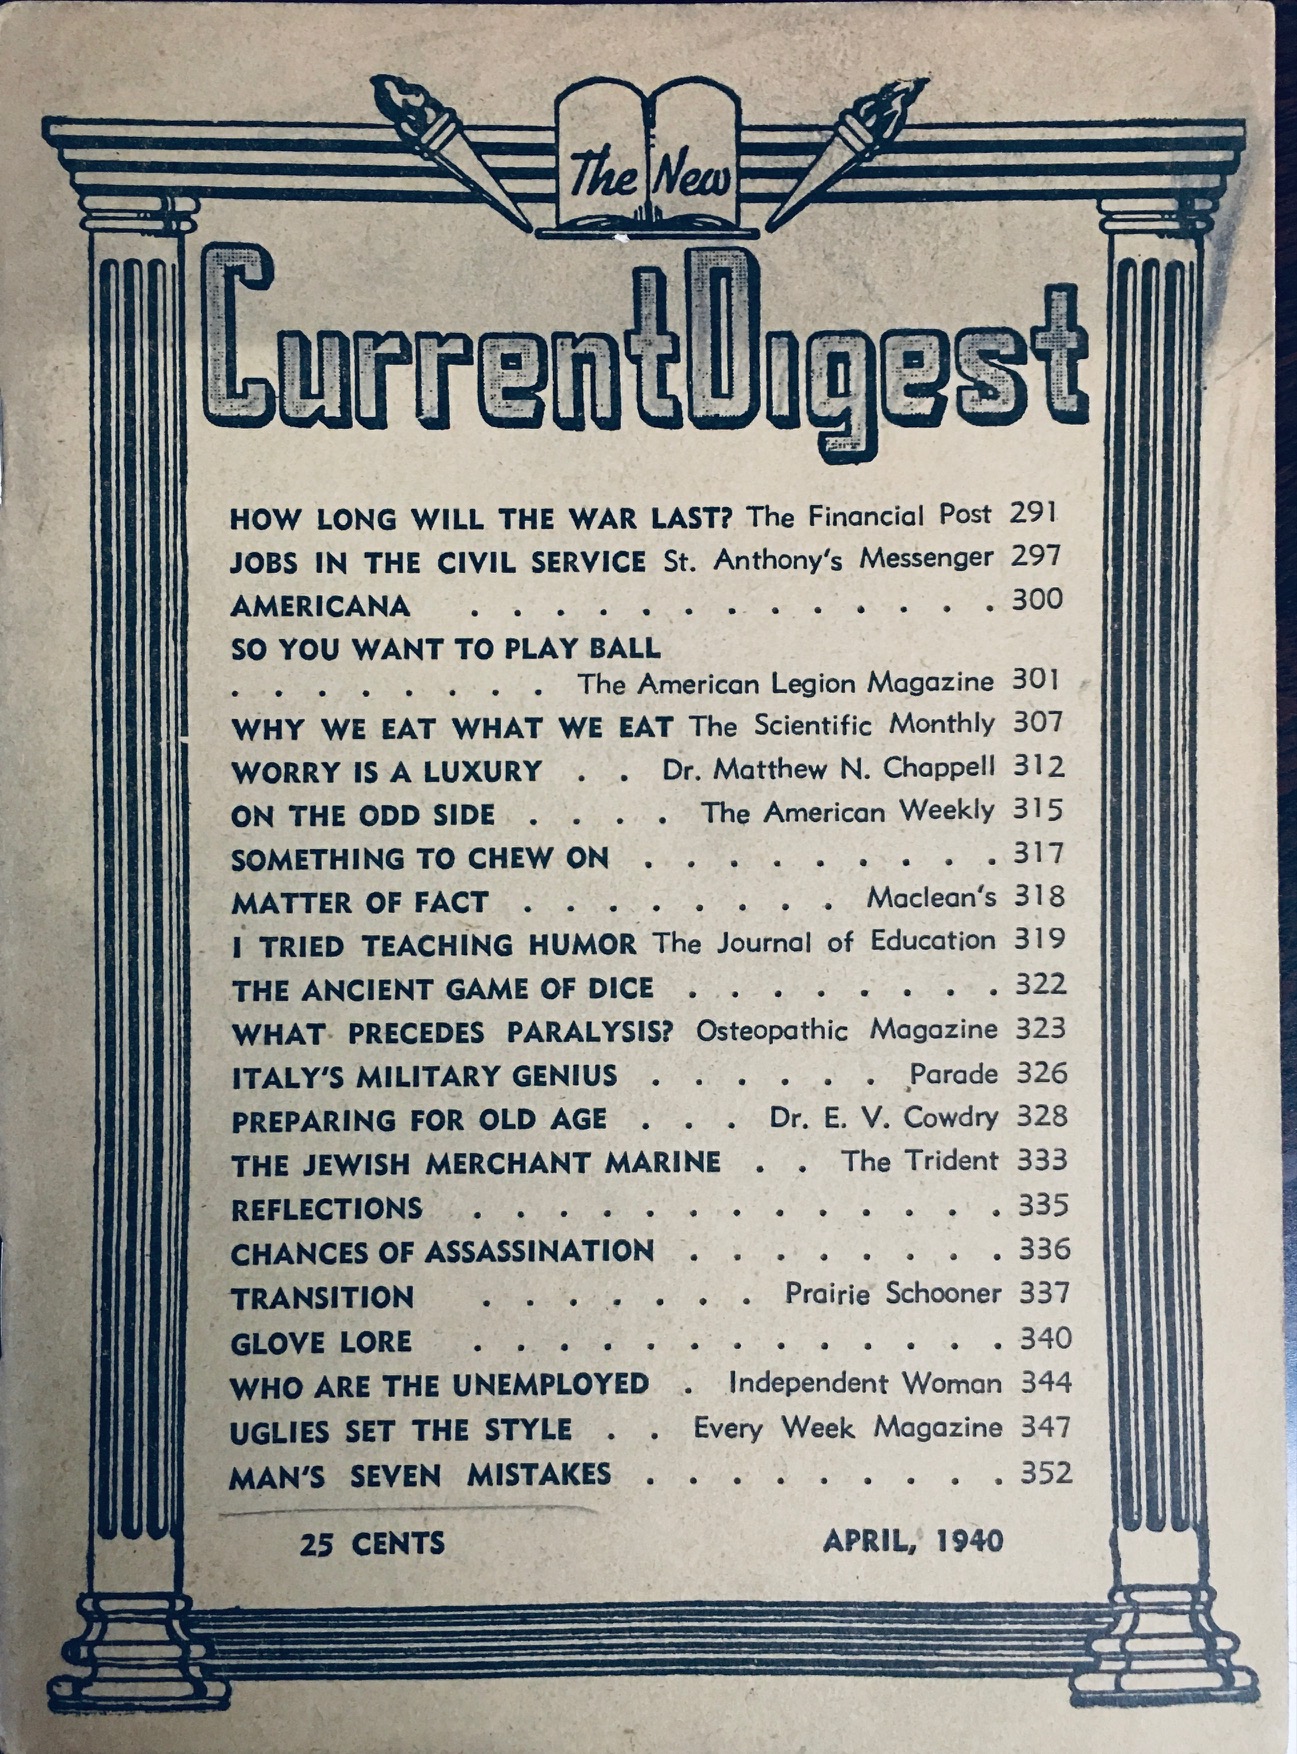 The New
Current Digest
HOW LONG WILL THE WAR LAST? The Financial Post 291
JOBS IN THE CIVIL SERVICE St. Anthony's Messenger 297
AMERICANA . . . . . . . . . . . . . 300
SO YOU WANT TO PLAY BALL
. . . . . . . . The American Legion Magazine 301
WHY WE EAT WHAT WE EAT The Scientific Monthly 307
WORRY IS A LUXURY . . Dr. Matthew N. Chappell 312
ON THE ODD SIDE . . . . The American Weekly 315
SOMETHING TO CHEW ON . . . . . . . . . 317
MATTER OF FACT . . . . . . . . Maclean's 318
I TRIED TEACHING HUMOR The Journal of Education 319
THE ANCIENT GAME OF DICE . . . . . . . . 322
WHAT PRECEDES PARALYSIS? Osteopathic Magazine 323
ITALY'S MILITARY GENIUS . . . . . . Parade 326
PREPARING FOR OLD AGE . . . Dr. E. V. Cowdry 328
THE JEWISH MERCHANT MARINE . . The Trident 333
REFLECTIONS . . . . . . . . . . . . . 335
CHANCES OF ASSASSINATION . . . . . . . . 336
TRANSITION . . . . . . . Prairie Schooner 337
GLOVE LORE . . . . . . . . . . . . . 340
WHO ARE THE UNEMPLOYED . Independent Woman 344
UGLIES SET THE STYLE . . Every Week Magazine 347
MAN'S SEVEN MISTAKES . . . . . . . . . 352
25 CENTS APRIL, 1940